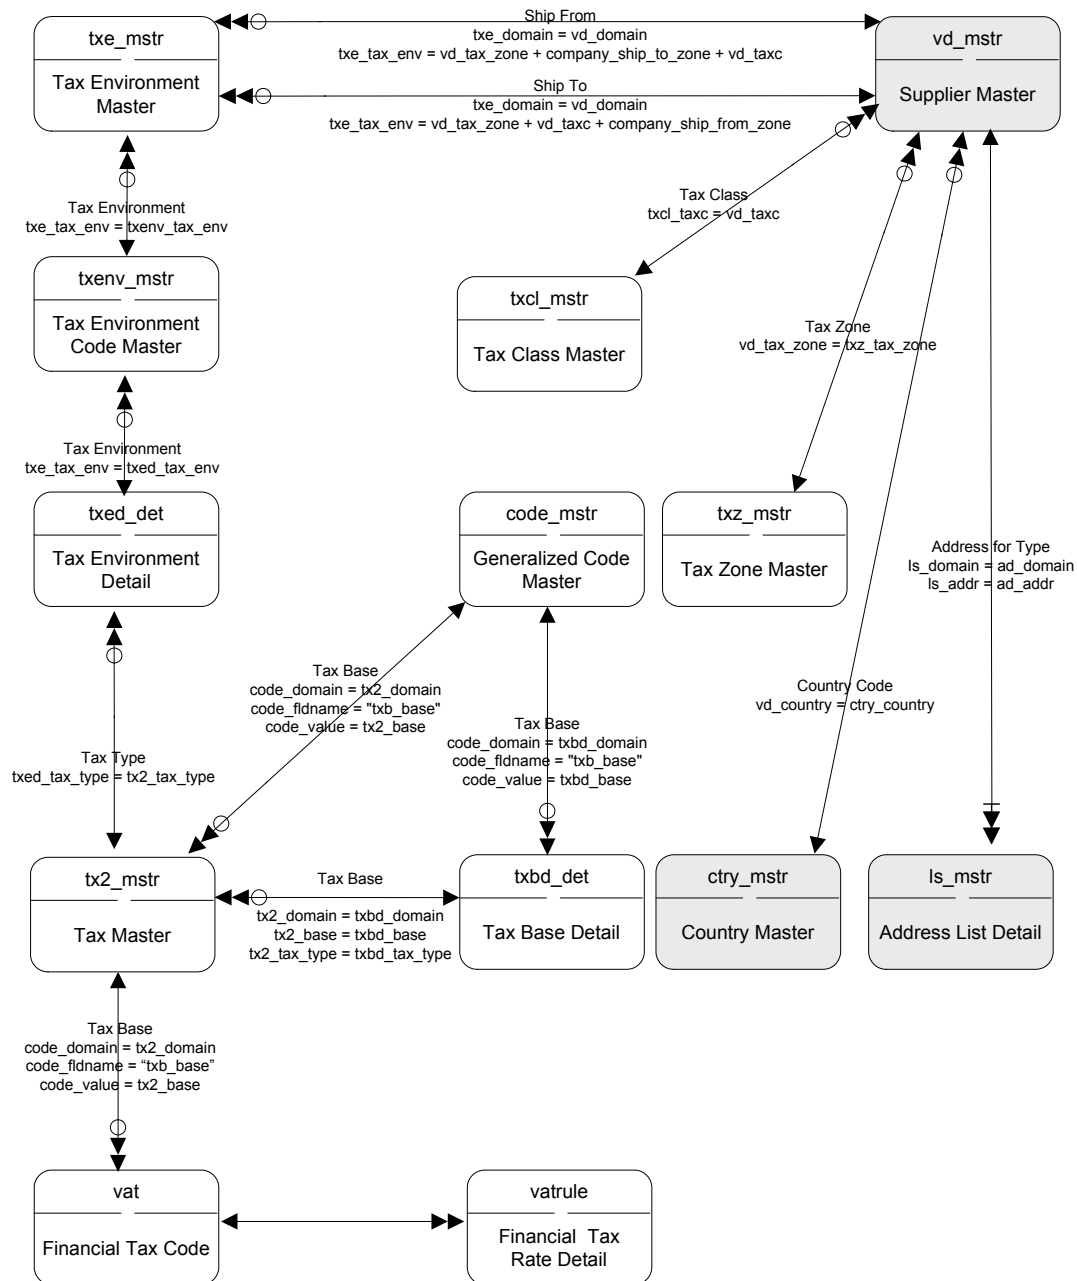 Ship From
txe_domain = vd_domain
txe_tax_env = vd_tax_zone + company_ship_to_zone + vd_taxc
txe_mstr
Tax Environment
Master
vd_mstr
Supplier Master
Ship To
txe_domain = vd_domain
txe_tax_env = vd_tax_zone + vd_taxc + company_ship_from_zone
Tax Class
txcl_taxc = vd_taxc
Tax Environment
txe_tax_env = txenv_tax_env
txenv_mstr
Tax Environment
Code Master
txcl_mstr
Tax Class Master
Tax Zone
vd_tax_zone = txz_tax_zone
Tax Environment
txe_tax_env = txed_tax_env
txed_det
Tax Environment
Detail
code_mstr
Generalized Code
Master
txz_mstr
Tax Zone Master
Address for Type
ls_domain = ad_domain
ls_addr = ad_addr
Tax Base
code_domain = tx2_domain
code_fldname = "txb_base"
code_value = tx2_base
Country Code
vd_country = ctry_country
Tax Base
code_domain = txbd_domain
code_fldname = "txb_base"
code_value = txbd_base
Tax Type
txed_tax_type = tx2_tax_type
tx2_mstr
Tax Master
Tax Base
tx2_domain = txbd_domain
tx2_base = txbd_base
tx2_tax_type = txbd_tax_type
txbd_det
Tax Base Detail
ctry_mstr
Country Master
ls_mstr
Address List Detail
Tax Base
code_domain = tx2_domain
code_fldname = “txb_base”
code_value = tx2_base
vat
Financial Tax Code
vatrule
Financial Tax
Rate Detail